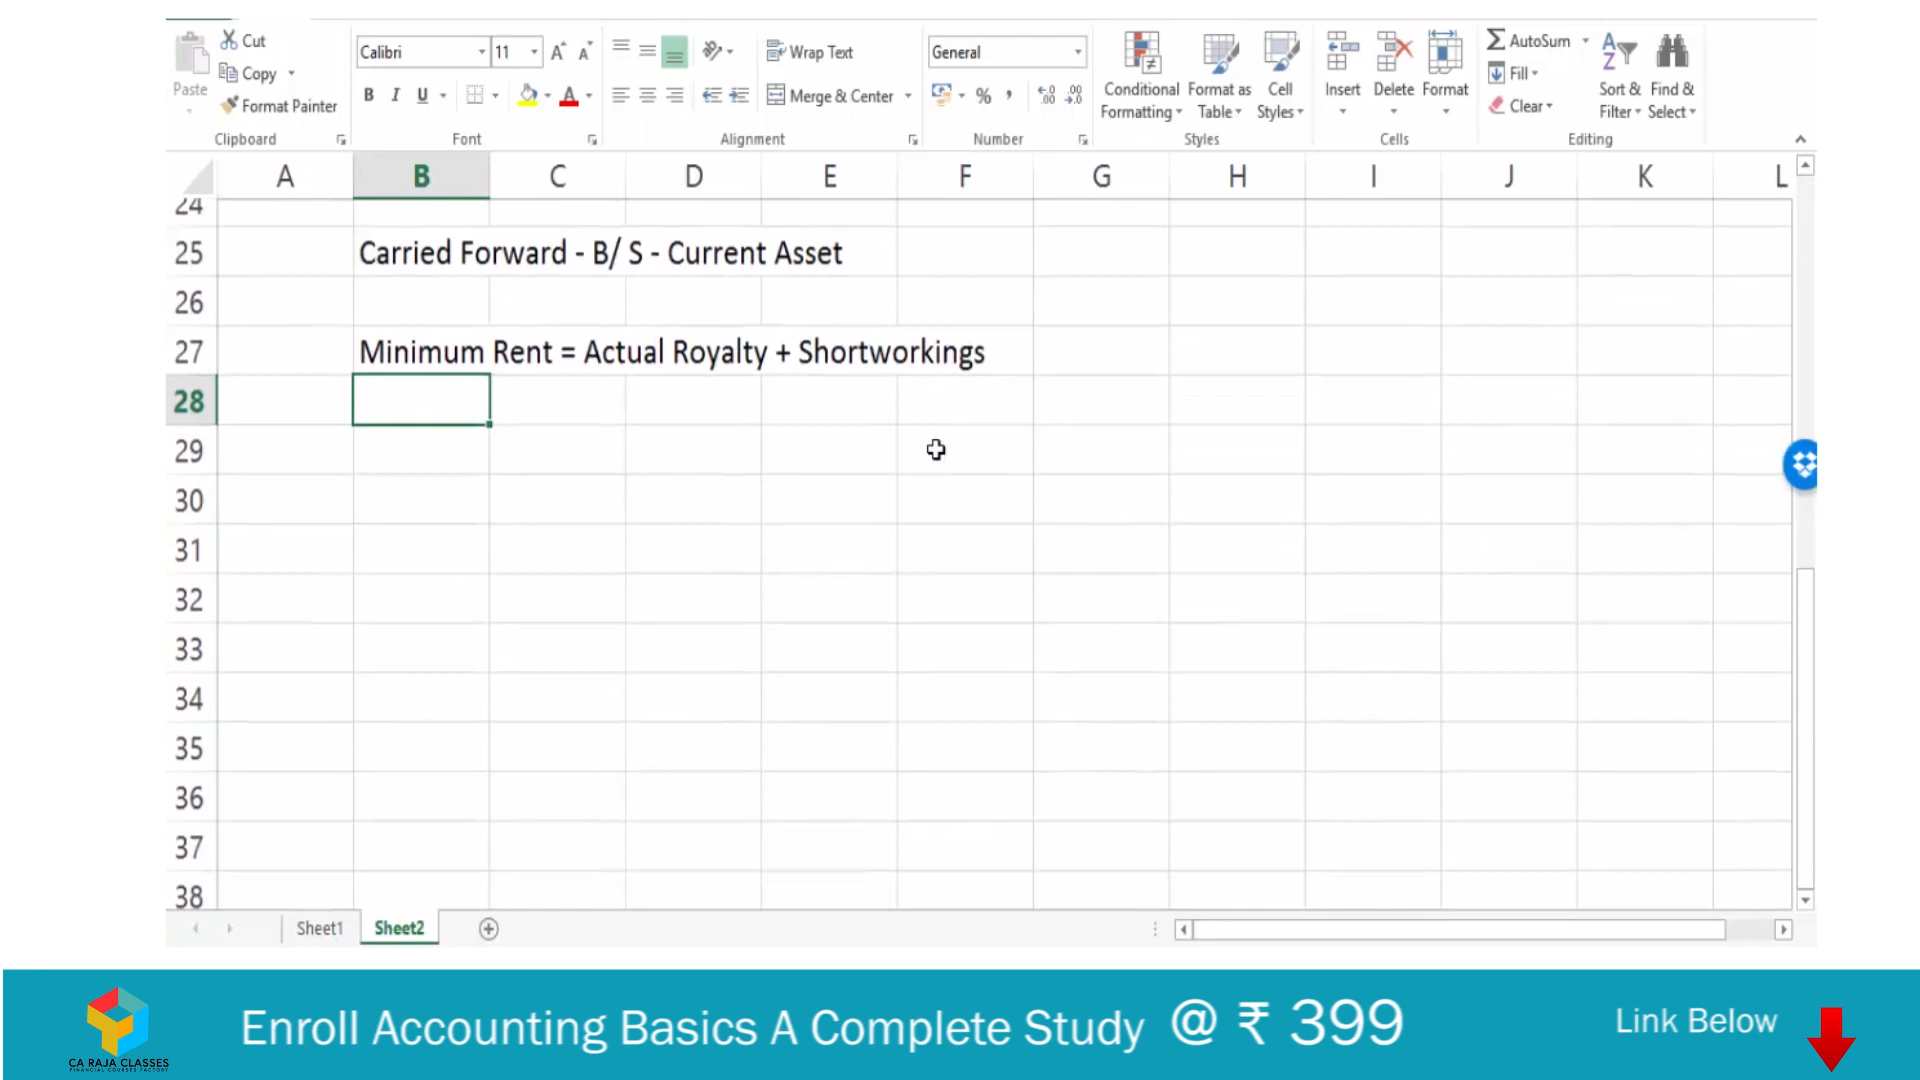 Cut
Copy
Format Painter
Paste
Clipboard
Calibri
11
B I U
Font
Wrap Text
Merge & Center
Alignment
General
%
Number
Conditional Formatting
Format as Table
Cell Styles
Styles
Insert
Delete
Format
Cells
AutoSum
Fill
Clear
Sort & Filter
Find & Select
Editing
A B C D E F G H I J K L
24
25 Carried Forward - B/ S - Current Asset
26
27 Minimum Rent = Actual Royalty + Shortworkings
28
29
30
31
32
33
34
35
36
37
38
Sheet1 Sheet2
CA RAJA CLASSES
FINANCIAL COURSES FACTORY
Enroll Accounting Basics A Complete Study @ ₹ 399
Link Below